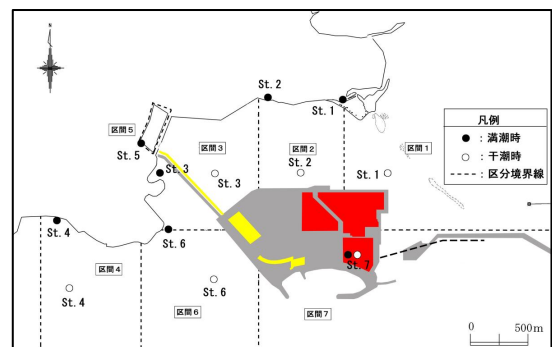 N
St. 2
St. 1
凡例
● : 満潮時
○ : 干潮時
---- : 区分境界線
区間5
St. 5
区間3
区間2
区間1
St. 3
St. 3
St. 2
St. 1
St. 4
St. 6
St. 7
区間4
St. 4
St. 6
区間6
区間7
0 500m